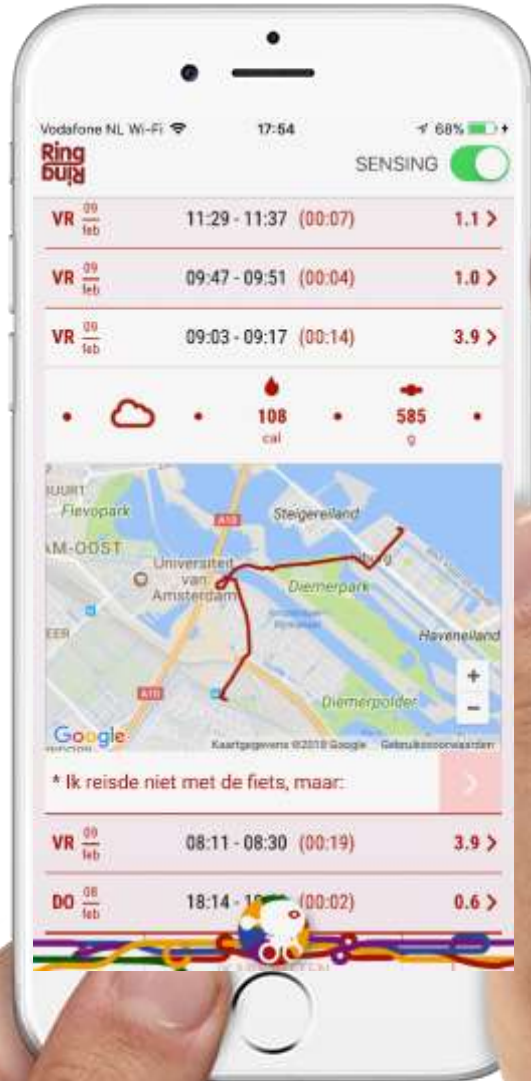 Vodafone NL Wi-Fi 17:54 68%
Ring
Ring
SENSING
VR 09 feb 11:29 - 11:37 (00:07) 1.1 >
VR 09 feb 09:47 - 09:51 (00:04) 1.0 >
VR 09 feb 09:03 - 09:17 (00:14) 3.9 >
108 585
cal g
Flevopark
Steigereiland
A10
AM-OOST
Universiteit
van
Amsterdam
Diemerpark
Haveneiland
A10
Diemerpolder
+
-
Google
Kaartgegevens ©2018 Google Gebruiksvoorwaarden
* Ik reisde niet met de fiets, maar: >
VR 09 feb 08:11 - 08:30 (00:19) 3.9 >
DO 08 feb 18:14 - (00:02) 0.6 >